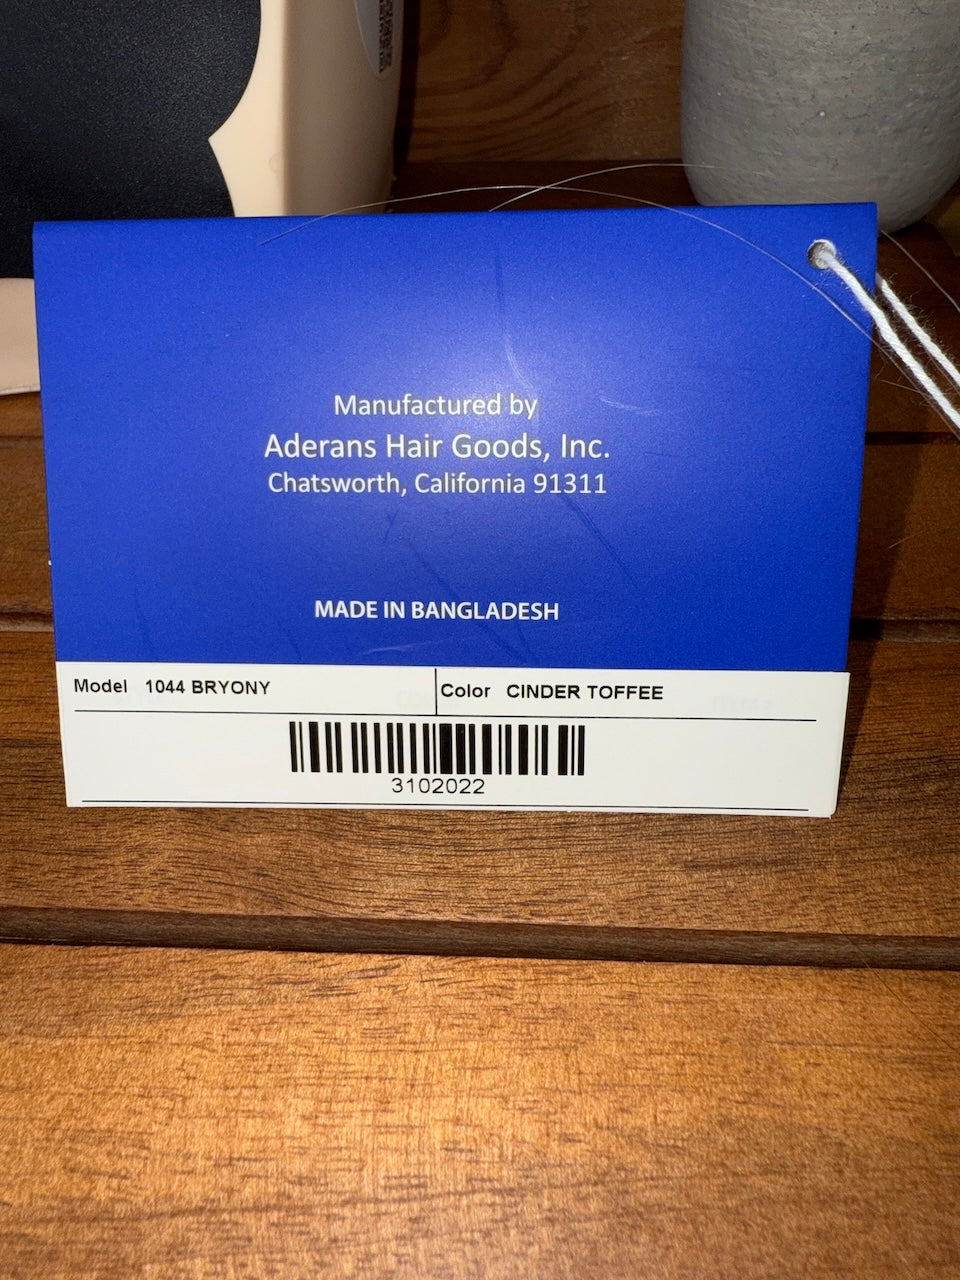 Manufactured by
Aderans Hair Goods, Inc.
Chatsworth, California 91311
MADE IN BANGLADESH
Model 1044 BRYONY
Color CINDER TOFFEE
3102022